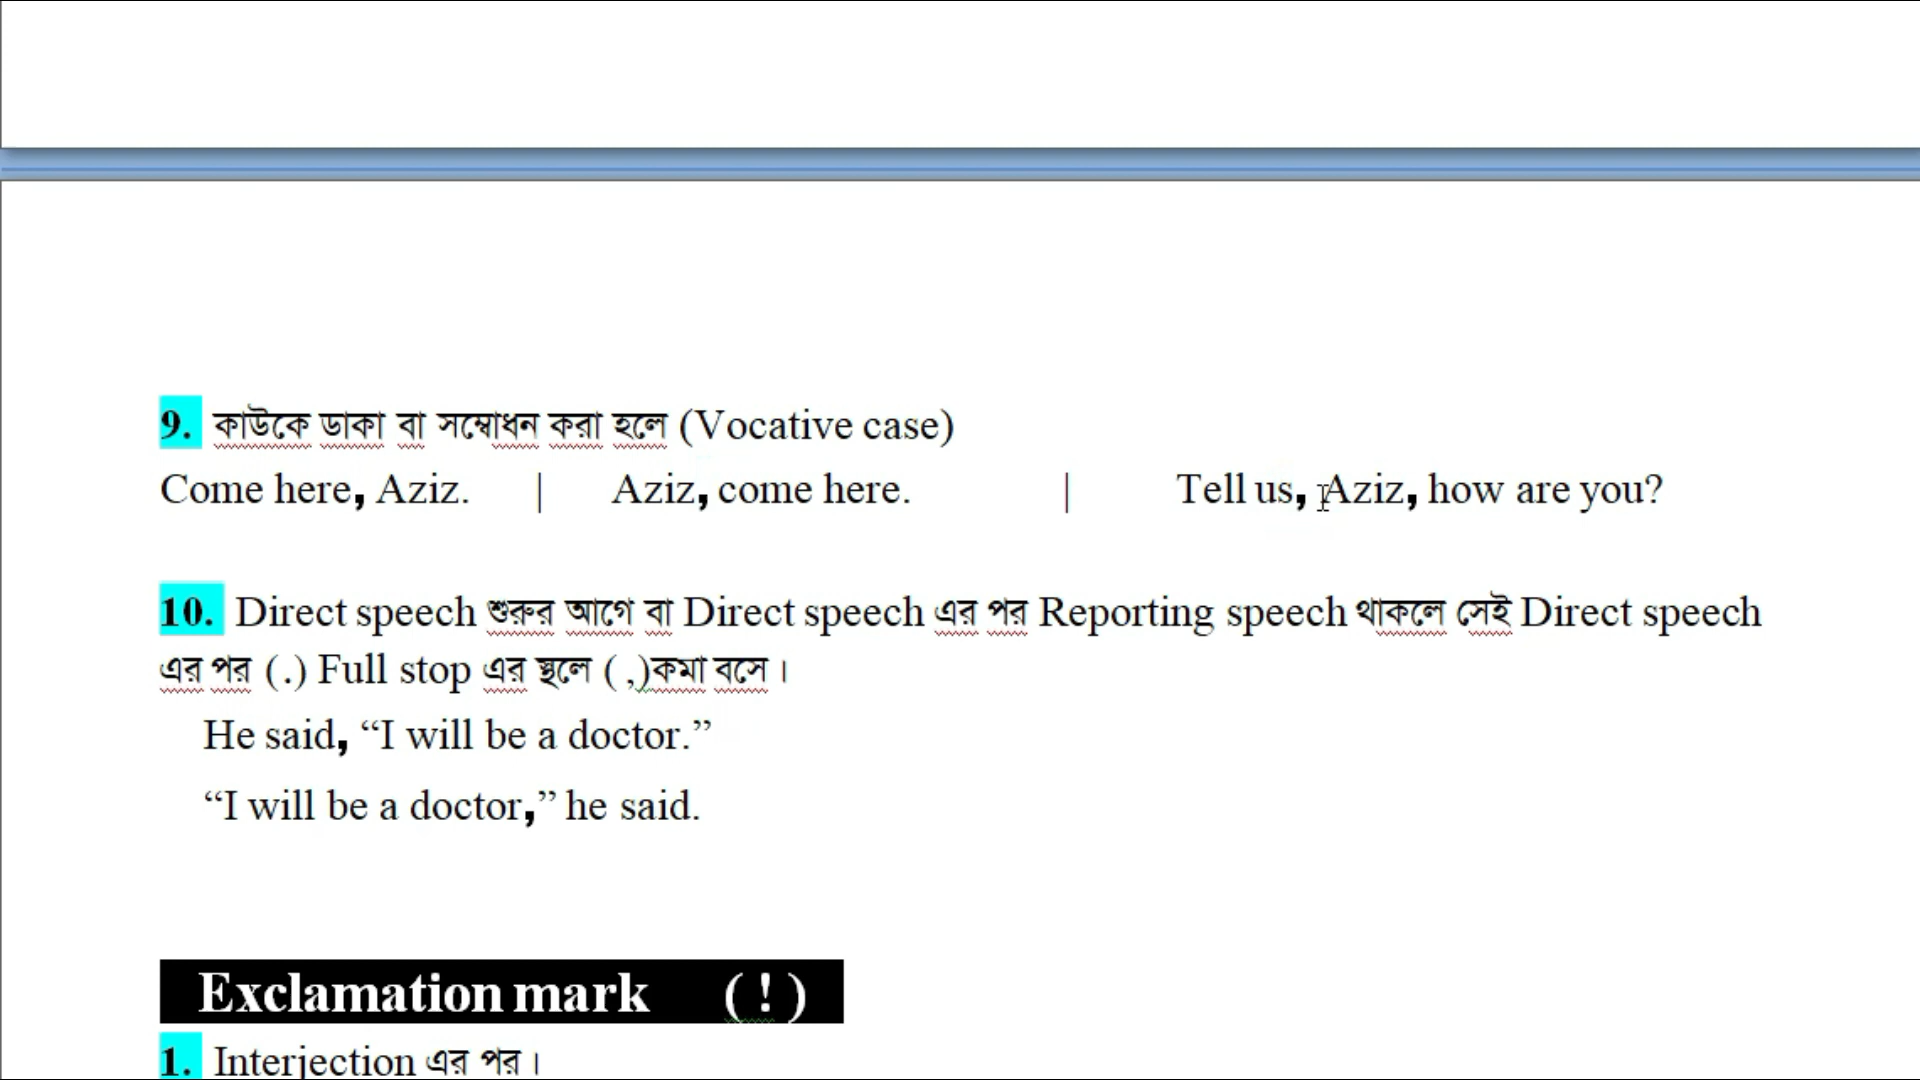 9. কাউকে ডাকা বা সম্বোধন করা হলে (Vocative case)
Come here, Aziz. | Aziz, come here. | Tell us, Aziz, how are you?
10. Direct speech শুরুর আগে বা Direct speech এর পর Reporting speech থাকলে সেই Direct speech
এর পর (.) Full stop এর স্থলে ( ,)কমা বসে।
He said, “I will be a doctor.”
“I will be a doctor,” he said.
Exclamation mark ( ! )
1. Interjection এর পর।